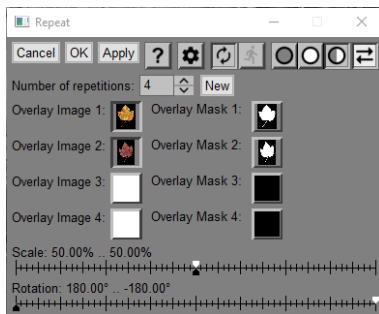 Repeat
Cancel OK Apply ?
Number of repetitions: 4 New
Overlay Image 1: Overlay Mask 1:
Overlay Image 2: Overlay Mask 2:
Overlay Image 3: Overlay Mask 3:
Overlay Image 4: Overlay Mask 4:
Scale: 50.00% .. 50.00%
Rotation: 180.00° .. -180.00°